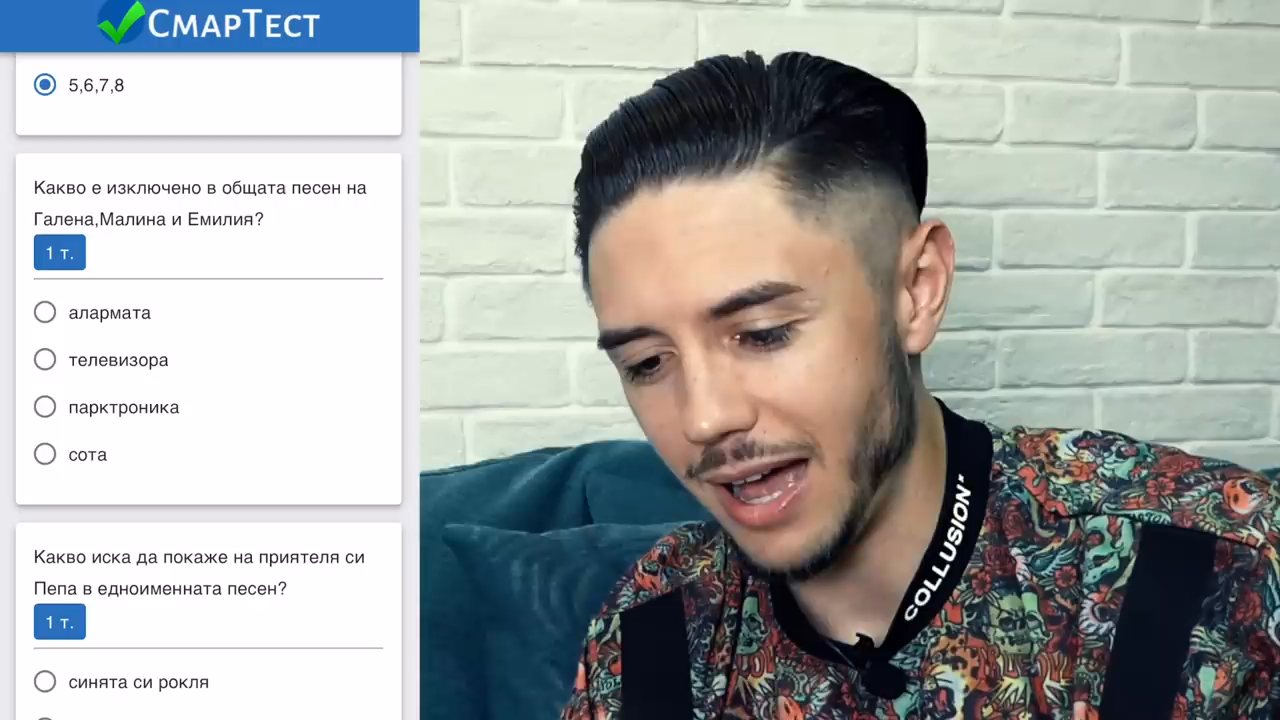 СМАРТЕСТ
5,6,7,8
Какво е изключено в общата песен на
Галена,Малина и Емилия?
1 т.
алармата
телевизора
парктроника
сота
Какво иска да покаже на приятеля си
Пепа в едноименната песен?
1 т.
синята си рокля
COLLUSION"